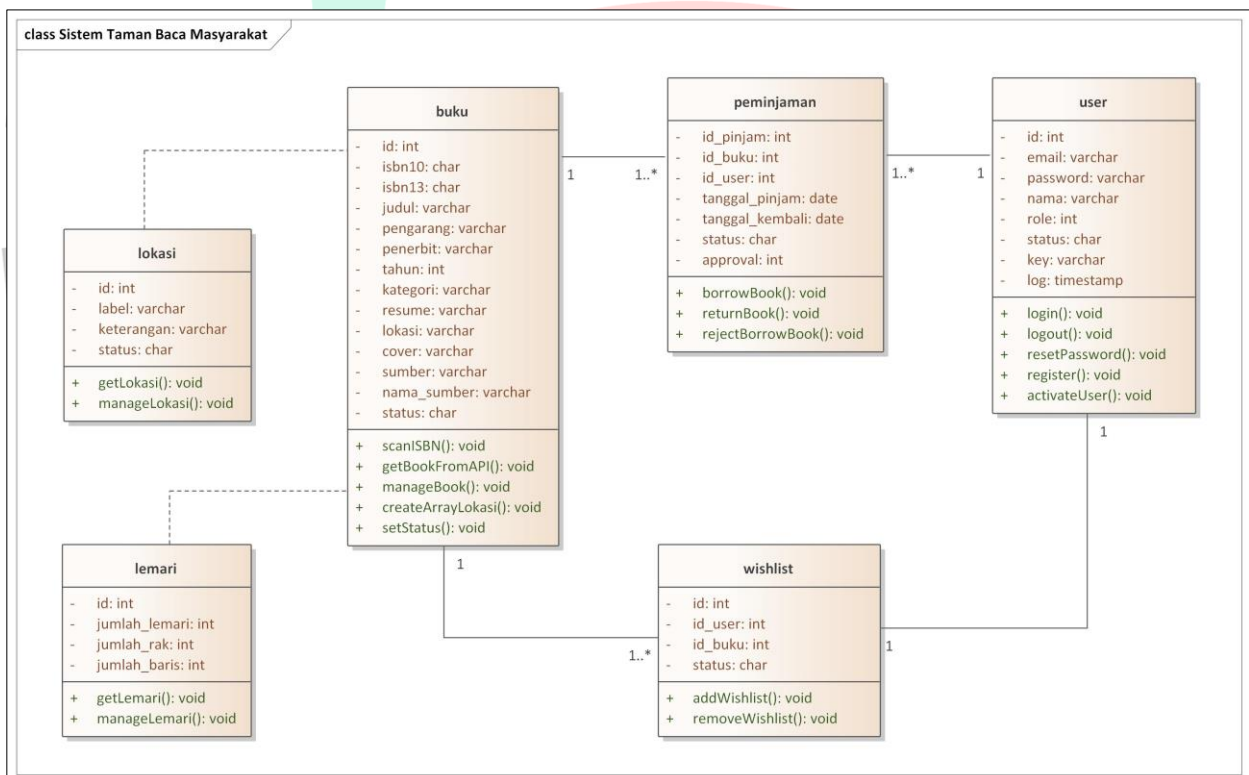 class Sistem Taman Baca Masyarakat
buku
- id: int
- isbn10: char
- isbn13: char
- judul: varchar
- pengarang: varchar
- penerbit: varchar
- tahun: int
- kategori: varchar
- resume: varchar
- lokasi: varchar
- cover: varchar
- sumber: varchar
- nama_sumber: varchar
- status: char
+ scanISBN(): void
+ getBookFromAPI(): void
+ manageBook(): void
+ createArrayLokasi(): void
+ setStatus(): void
1
1..*
peminjaman
- id_pinjam: int
- id_buku: int
- id_user: int
- tanggal_pinjam: date
- tanggal_kembali: date
- status: char
- approval: int
+ borrowBook(): void
+ returnBook(): void
+ rejectBorrowBook(): void
1..*
1
user
- id: int
- email: varchar
- password: varchar
- nama: varchar
- role: int
- status: char
- key: varchar
- log: timestamp
+ login(): void
+ logout(): void
+ resetPassword(): void
+ register(): void
+ activateUser(): void
1
lokasi
- id: int
- label: varchar
- keterangan: varchar
- status: char
+ getLokasi(): void
+ manageLokasi(): void
lemari
- id: int
- jumlah_lemari: int
- jumlah_rak: int
- jumlah_baris: int
+ getLemari(): void
+ manageLemari(): void
1
1..*
wishlist
- id: int
- id_user: int
- id_buku: int
- status: char
+ addWishlist(): void
+ removeWishlist(): void
1